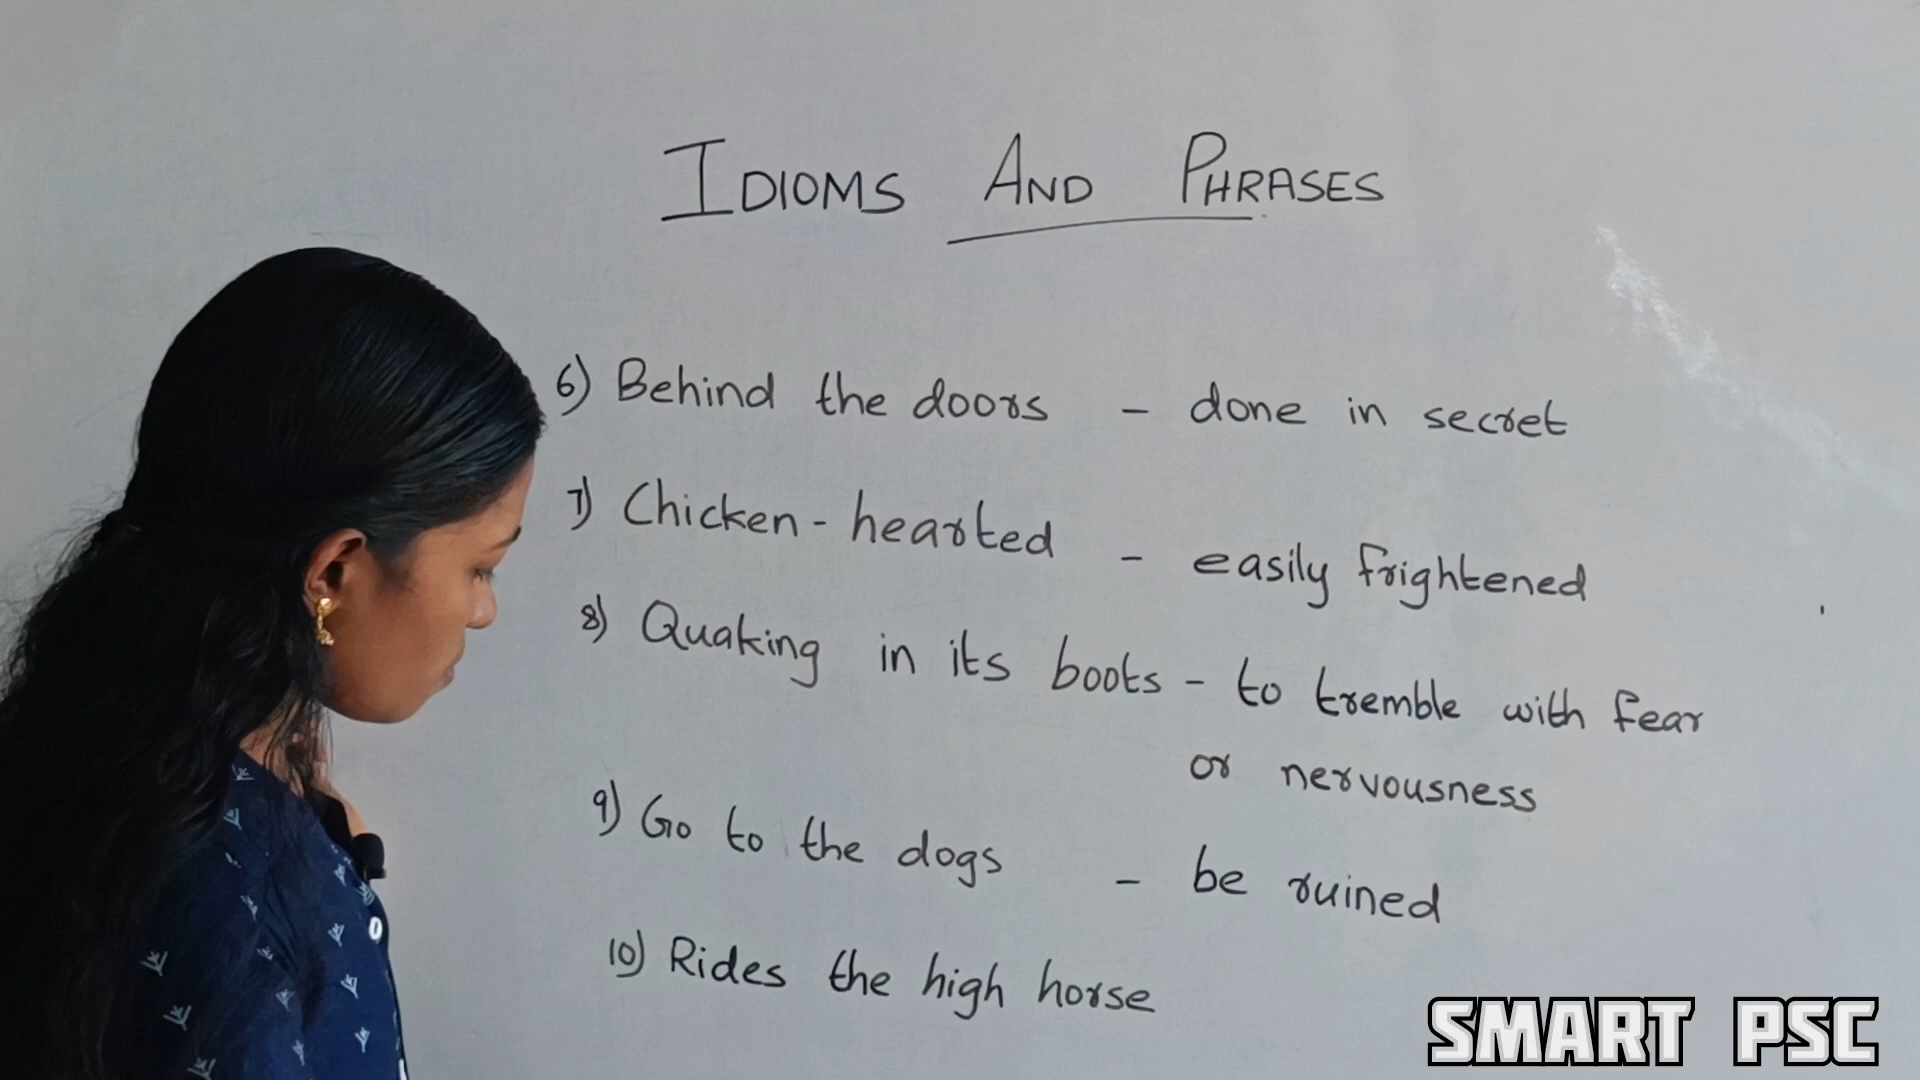 IDIOMS AND PHRASES
6) Behind the doors - done in secret
7) Chicken-hearted - easily frightened
8) Quaking in its boots - to tremble with fear
or nervousness
9) Go to the dogs - be ruined
10) Rides the high horse
SMART PSC